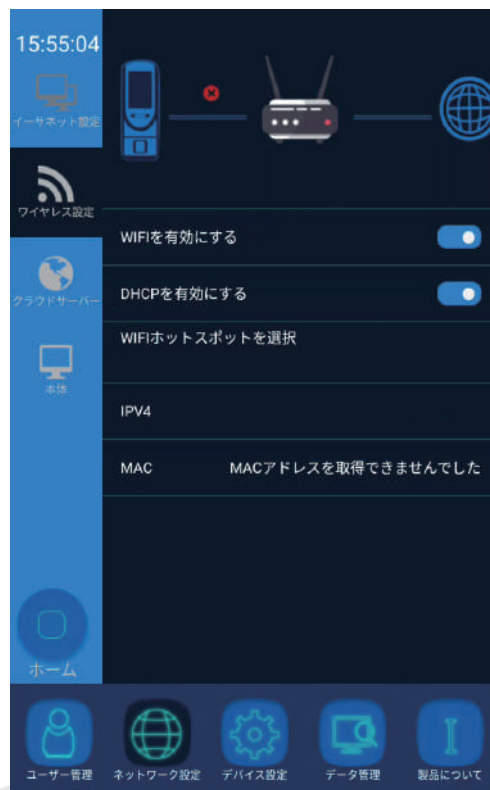 15:55:04
イーサネット設定
ワイヤレス設定
クラウドサーバー
本体
ホーム
WIFIを有効にする
DHCPを有効にする
WIFIホットスポットを選択
IPV4
MAC MACアドレスを取得できませんでした
ユーザー管理 ネットワーク設定 デバイス設定 データ管理 製品について